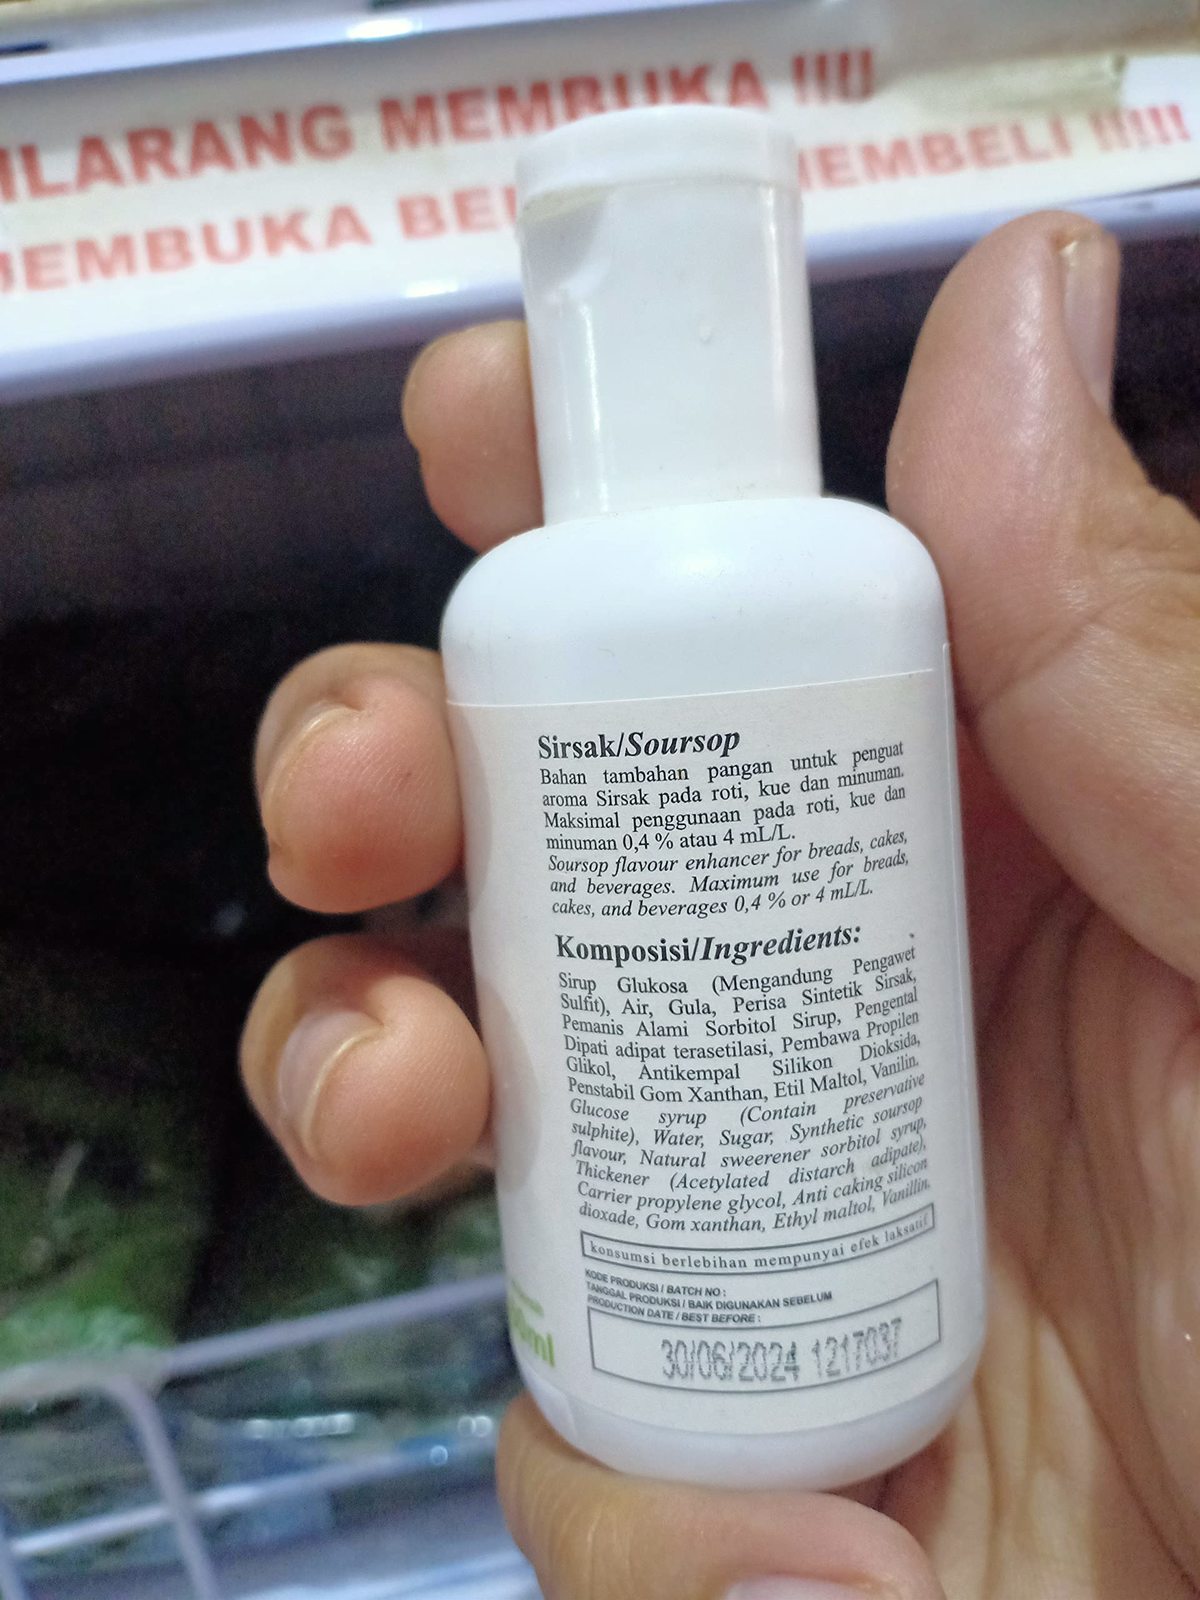 ILARANG MEMBUKA !!!!!
MEMBUKA BE MEMBELI !!!!!!
Sirsak/Soursop
Bahan tambahan pangan untuk penguat
aroma Sirsak pada roti, kue dan minuman.
Maksimal penggunaan pada roti, kue dan
minuman 0,4 % atau 4 mL/L.
Soursop flavour enhancer for breads, cakes,
and beverages. Maximum use for breads,
cakes, and beverages 0,4 % or 4 mL/L.
Komposisi/Ingredients:
Sirup Glukosa (Mengandung Pengawet
Sulfit), Air, Gula, Perisa Sintetik Sirsak,
Pemanis Alami Sorbitol Sirup, Pengental
Dipati adipat terasetilasi, Pembawa Propilen
Glikol, Antikempal Silikon Dioksida,
Penstabil Gom Xanthan, Etil Maltol, Vanilin.
Glucose syrup (Contain preservative
sulphite), Water, Sugar, Synthetic soursop
flavour, Natural sweerener sorbitol syrup,
Thickener (Acetylated distarch adipate),
Carrier propylene glycol, Anti caking silicon
dioxade, Gom xanthan, Ethyl maltol, Vanillin.
konsumsi berlebihan mempunyai efek laksatif
KODE PRODUKSI / BATCH NO :
TANGGAL PRODUKSI / BAIK DIGUNAKAN SEBELUM
PRODUCTION DATE / BEST BEFORE :
30/06/2024 1217037
ml